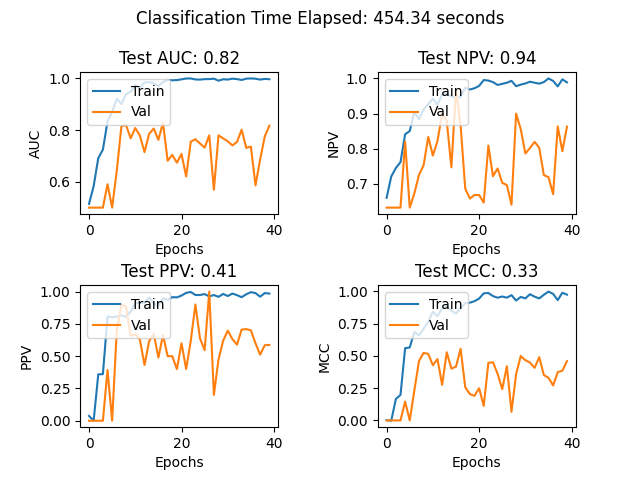 Classification Time Elapsed: 454.34 seconds
Test AUC: 0.82
1.0
0.8
0.6
AUC
Train
Val
0
20
40
Epochs
Test NPV: 0.94
1.0
0.9
0.8
0.7
NPV
Train
Val
0
20
40
Epochs
Test PPV: 0.41
1.00
0.75
0.50
0.25
0.00
PPV
Train
Val
0
20
40
Epochs
Test MCC: 0.33
1.00
0.75
0.50
0.25
0.00
MCC
Train
Val
0
20
40
Epochs